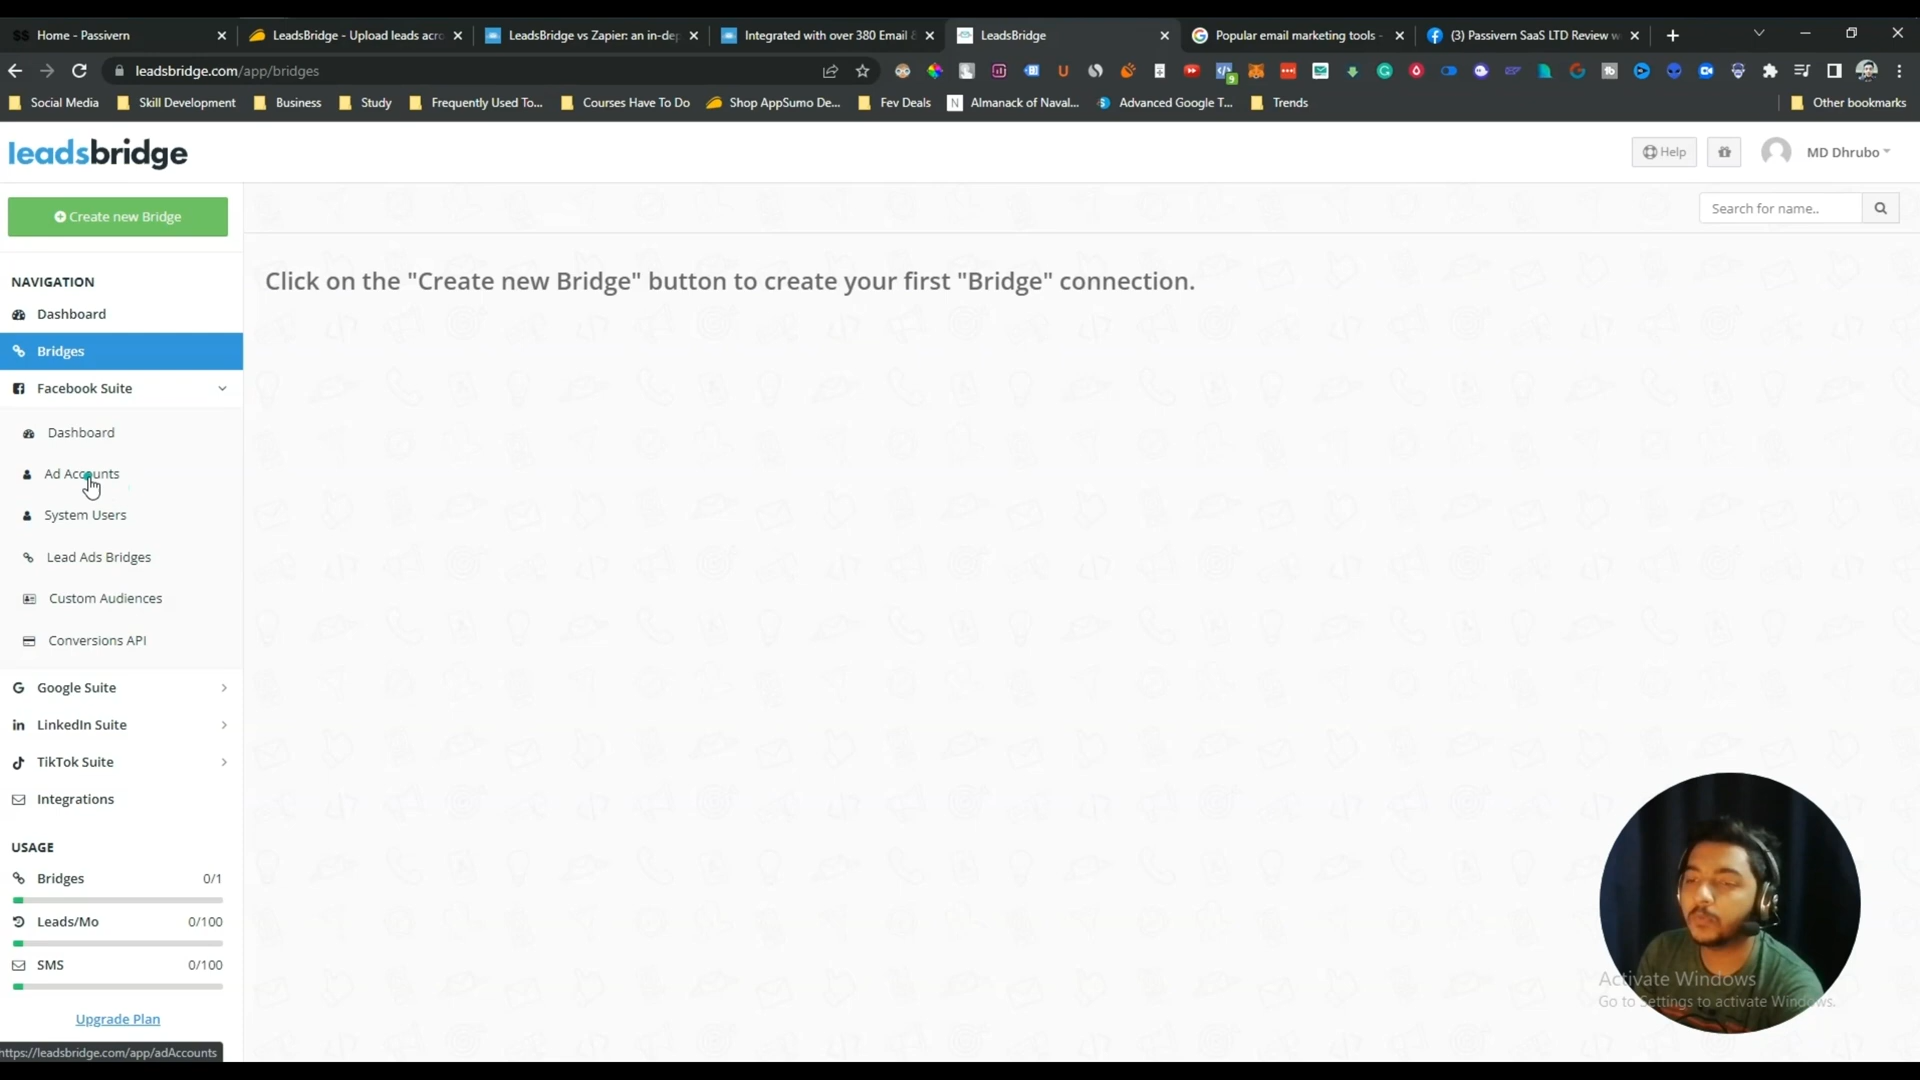 Home - Passivern
LeadsBridge - Upload leads acro
LeadsBridge vs Zapier: an in-dep
Integrated with over 380 Email &
LeadsBridge
Popular email marketing tools -
(3) Passivern SaaS LTD Review w
leadsbridge.com/app/bridges
Social Media
Skill Development
Business
Study
Frequently Used To...
Courses Have To Do
Shop AppSumo De...
Fev Deals
Almanack of Naval...
Advanced Google T...
Trends
Other bookmarks
leadsbridge
Help
MD Dhrubo
Create new Bridge
Search for name..
Click on the "Create new Bridge" button to create your first "Bridge" connection.
NAVIGATION
Dashboard
Bridges
Facebook Suite
Dashboard
Ad Accounts
System Users
Lead Ads Bridges
Custom Audiences
Conversions API
Google Suite
LinkedIn Suite
TikTok Suite
Integrations
USAGE
Bridges 0/1
Leads/Mo 0/100
SMS 0/100
Upgrade Plan
https://leadsbridge.com/app/adAccounts
Activate Windows
Go to Settings to activate Windows.